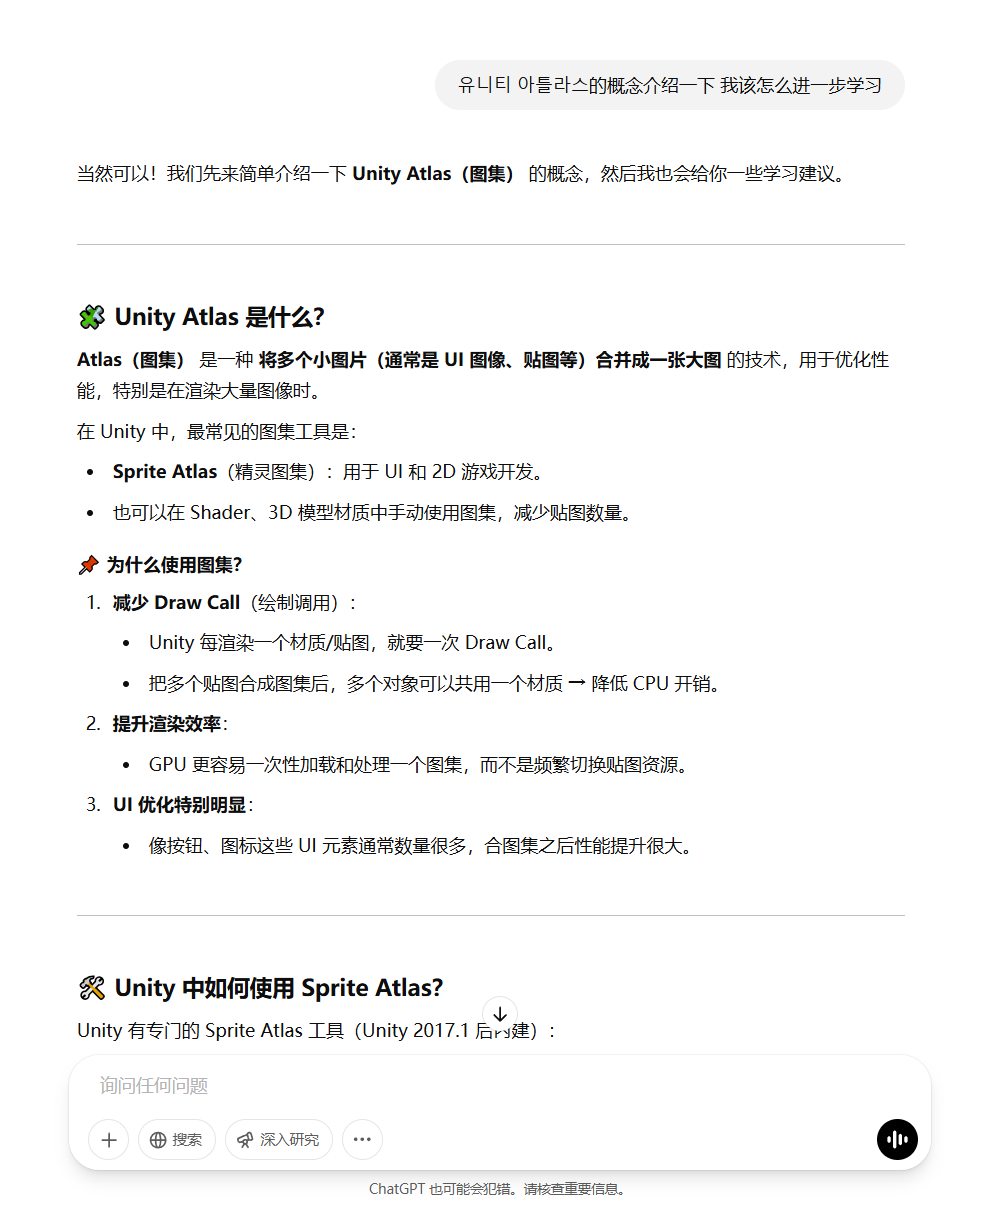 유니티 아틀라스的概念介绍一下 我该怎么进一步学习
当然可以！我们先来简单介绍一下 Unity Atlas（图集） 的概念，然后我也会给你一些学习建议。
🧩 Unity Atlas 是什么？
Atlas（图集） 是一种 将多个小图片（通常是 UI 图像、贴图等）合并成一张大图 的技术，用于优化性
能，特别是在渲染大量图像时。
在 Unity 中，最常见的图集工具是：
• Sprite Atlas（精灵图集）：用于 UI 和 2D 游戏开发。
• 也可以在 Shader、3D 模型材质中手动使用图集，减少贴图数量。
📌 为什么使用图集？
1. 减少 Draw Call（绘制调用）：
• Unity 每渲染一个材质/贴图，就要一次 Draw Call。
• 把多个贴图合成图集后，多个对象可以共用一个材质 → 降低 CPU 开销。
2. 提升渲染效率：
• GPU 更容易一次性加载和处理一个图集，而不是频繁切换贴图资源。
3. UI 优化特别明显：
• 像按钮、图标这些 UI 元素通常数量很多，合图集之后性能提升很大。
🛠 Unity 中如何使用 Sprite Atlas？
Unity 有专门的 Sprite Atlas 工具（Unity 2017.1 后内建）：
询问任何问题
搜索 深入研究
ChatGPT 也可能会犯错。请核查重要信息。